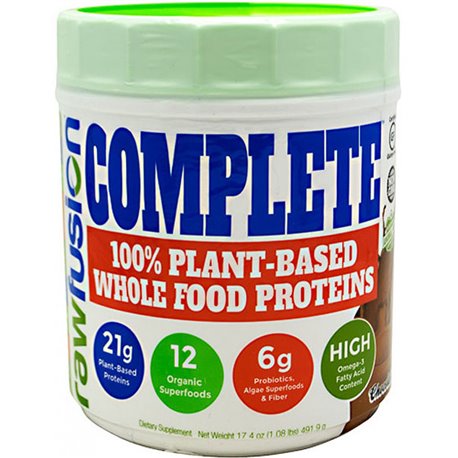 rawfusion
COMPLETE™
100% PLANT-BASED
WHOLE FOOD PROTEINS
21g
Plant-Based
Proteins
12
Organic
Superfoods
6g
Probiotics,
Algae Superfoods
& Fiber
HIGH
Omega-3
Fatty Acid
Content
Dietary Supplement
Net Weight 17.4 oz (1.08 lbs) 491.9 g